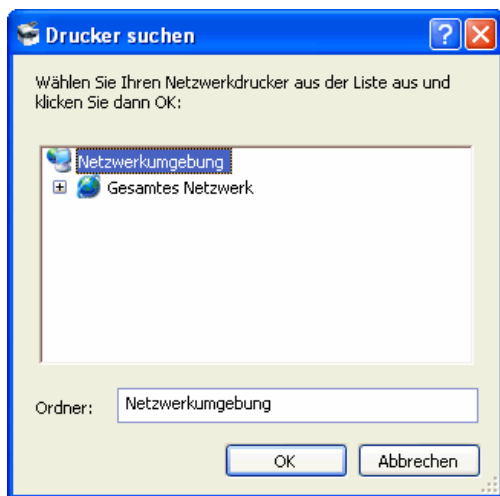 Drucker suchen
Wählen Sie Ihren Netzwerkdrucker aus der Liste aus und
klicken Sie dann OK:
Netzwerkumgebung
Gesamtes Netzwerk
Ordner: Netzwerkumgebung
OK Abbrechen